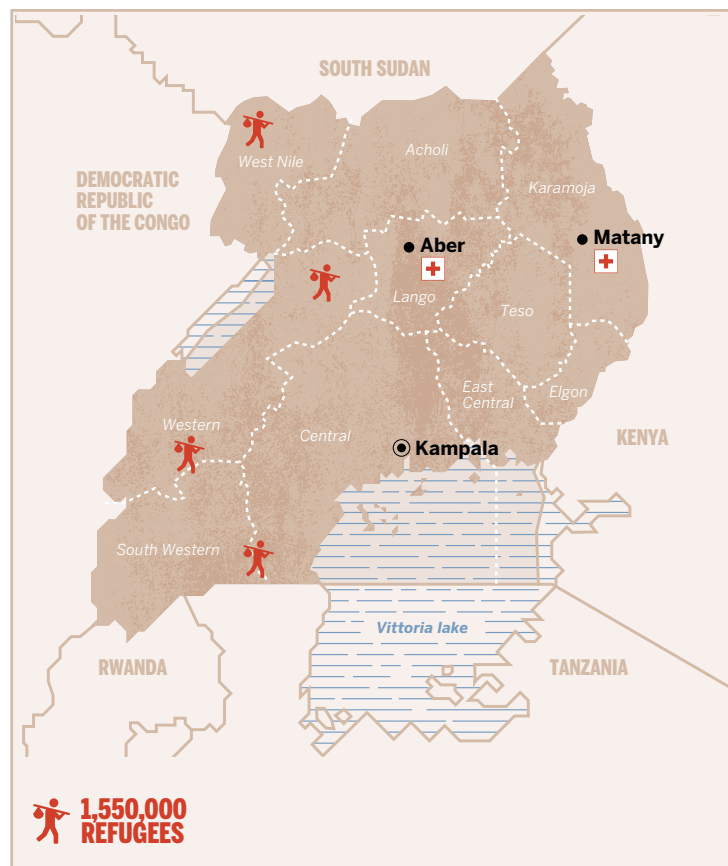 SOUTH SUDAN
West Nile
Acholi
Karamoja
DEMOCRATIC
REPUBLIC
OF THE CONGO
Aber
Matany
Lango
Teso
East
Central
Elgon
Western
Central
Kampala
KENYA
South Western
Vittoria lake
RWANDA
TANZANIA
1,550,000
REFUGEES